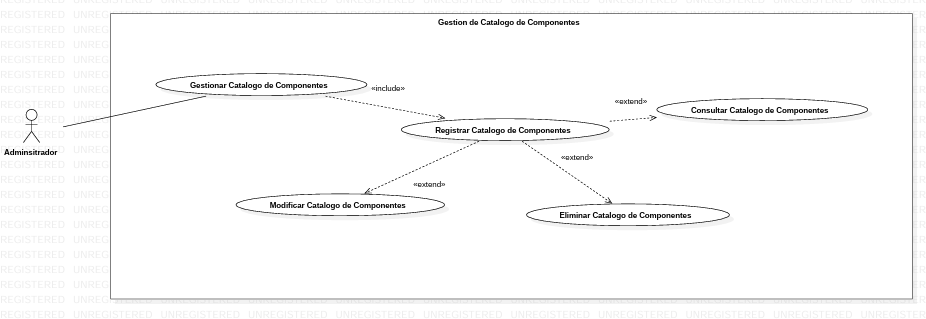 Gestion de Catalogo de Componentes
Gestionar Catalogo de Componentes
«include»
«extend»
Consultar Catalogo de Componentes
Registrar Catalogo de Componentes
Adminsitrador
«extend»
«extend»
Modificar Catalogo de Componentes
Eliminar Catalogo de Componentes
UNREGISTERED